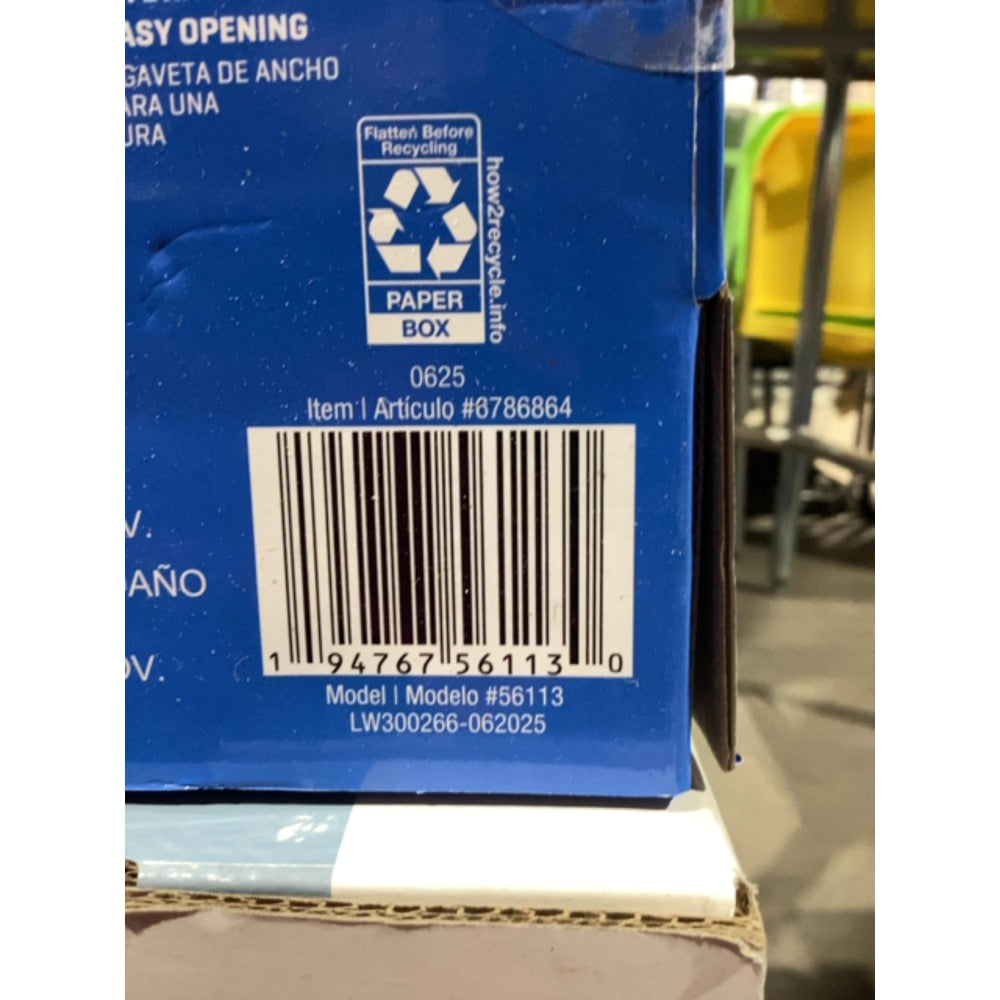 ASY OPENING
GAVETA DE ANCHO
ARA UNA
URA
Flatten Before
Recycling
how2recycle.info
PAPER
BOX
0625
Item | Artículo #6786864
1 94767 56113 0
Model | Modelo #56113
LW300266-062025
V.
AÑO
OV.